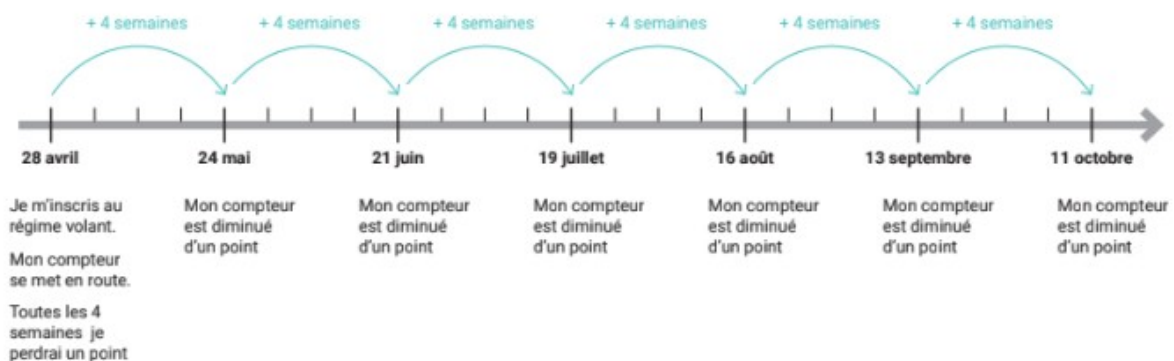 + 4 semaines
+ 4 semaines
+ 4 semaines
+ 4 semaines
+ 4 semaines
+ 4 semaines
28 avril
24 mai
21 juin
19 juillet
16 août
13 septembre
11 octobre
Je m'inscris au
régime volant.
Mon compteur
se met en route.
Toutes les 4
semaines je
perdrai un point
Mon compteur
est diminué
d'un point
Mon compteur
est diminué
d'un point
Mon compteur
est diminué
d'un point
Mon compteur
est diminué
d'un point
Mon compteur
est diminué
d'un point
Mon compteur
est diminué
d'un point